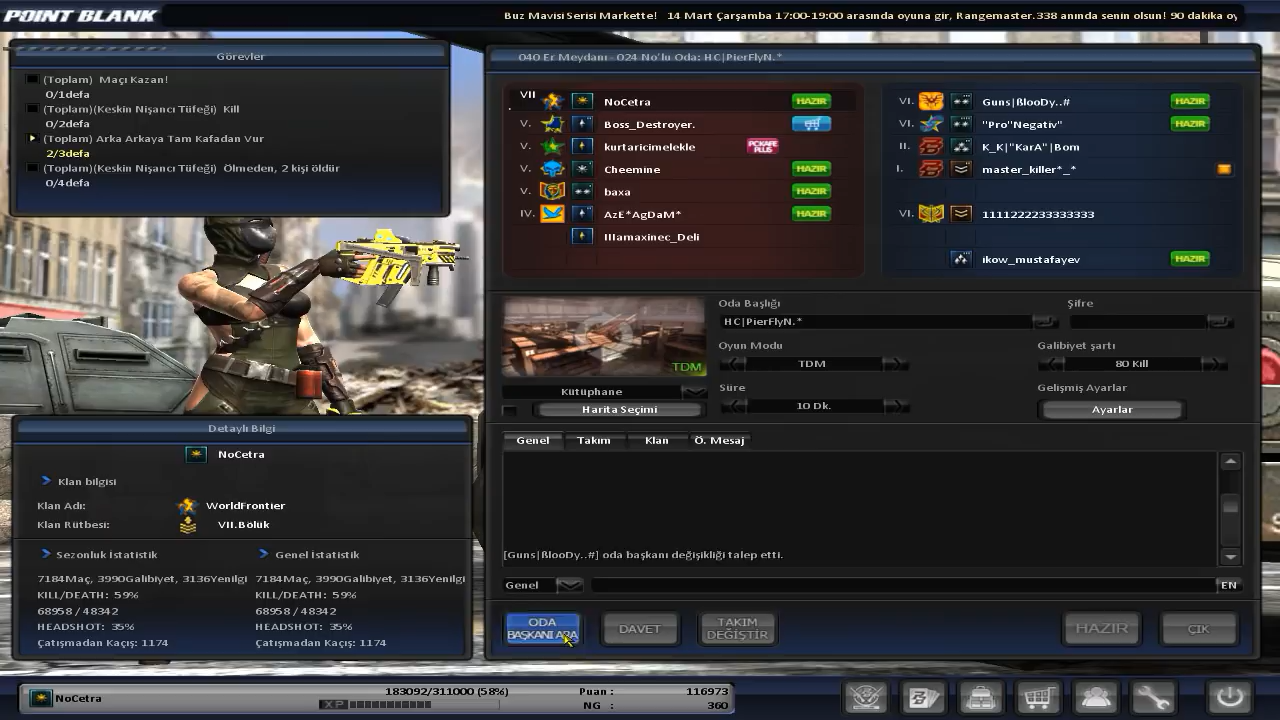 POINT BLANK
Buz Mavisi Serisi Markette!   14 Mart Çarşamba 17:00-19:00 arasında oyuna gir, Rangemaster.338 anında senin olsun! 90 dakika oy
Görevler
(Toplam)  Maçı Kazan!
0/1defa
(Toplam)(Keskin Nişancı Tüfeği)  Kill
0/2defa
(Toplam) Arka Arkaya Tam Kafadan Vur
2/3defa
(Toplam)(Keskin Nişancı Tüfeği)  Ölmeden, 2 kişi öldür
0/4defa
040 Er Meydanı - 024 No'lu Oda: HC|PierFlyN.*
VII NoCetra HAZIR
V. Boss_Destroyer.
V. kurtaricimelekle PCKAFE PLUS
V. Cheemine HAZIR
V. baxa HAZIR
IV. AzE*AgDaM* HAZIR
IIIamaxinec_Deli
VI. Guns|ßlooDy..# HAZIR
VI. "Pro"Negativ" HAZIR
II. K_K|"KarA"|Bom
I. master_killer*_*
VI. 1111222233333333
ikow_mustafayev HAZIR
TDM
Kütüphane
Harita Seçimi
Oda Başlığı
HC|PierFlyN.*
Şifre
Oyun Modu
TDM
Galibiyet şartı
80 Kill
Süre
10 Dk.
Gelişmiş Ayarlar
Ayarlar
Genel Takım Klan Ö. Mesaj
[Guns|ßlooDy..#] oda başkanı değişikliği talep etti.
Genel EN
ODA
BAŞKANI ARA
DAVET
TAKIM
DEĞİŞTİR
HAZIR
ÇIK
Detaylı Bilgi
NoCetra
Klan bilgisi
Klan Adı: WorldFrontier
Klan Rütbesi: VII.Bölük
Sezonluk İstatistik
7184Maç, 3990Galibiyet, 3136Yenilgi
KILL/DEATH: 59%
68958 / 48342
HEADSHOT: 35%
Çatışmadan Kaçış: 1174
Genel İstatistik
7184Maç, 3990Galibiyet, 3136Yenilgi
KILL/DEATH: 59%
68958 / 48342
HEADSHOT: 35%
Çatışmadan Kaçış: 1174
NoCetra
183092/311000 (58%)
XP
Puan : 116973
NG : 360